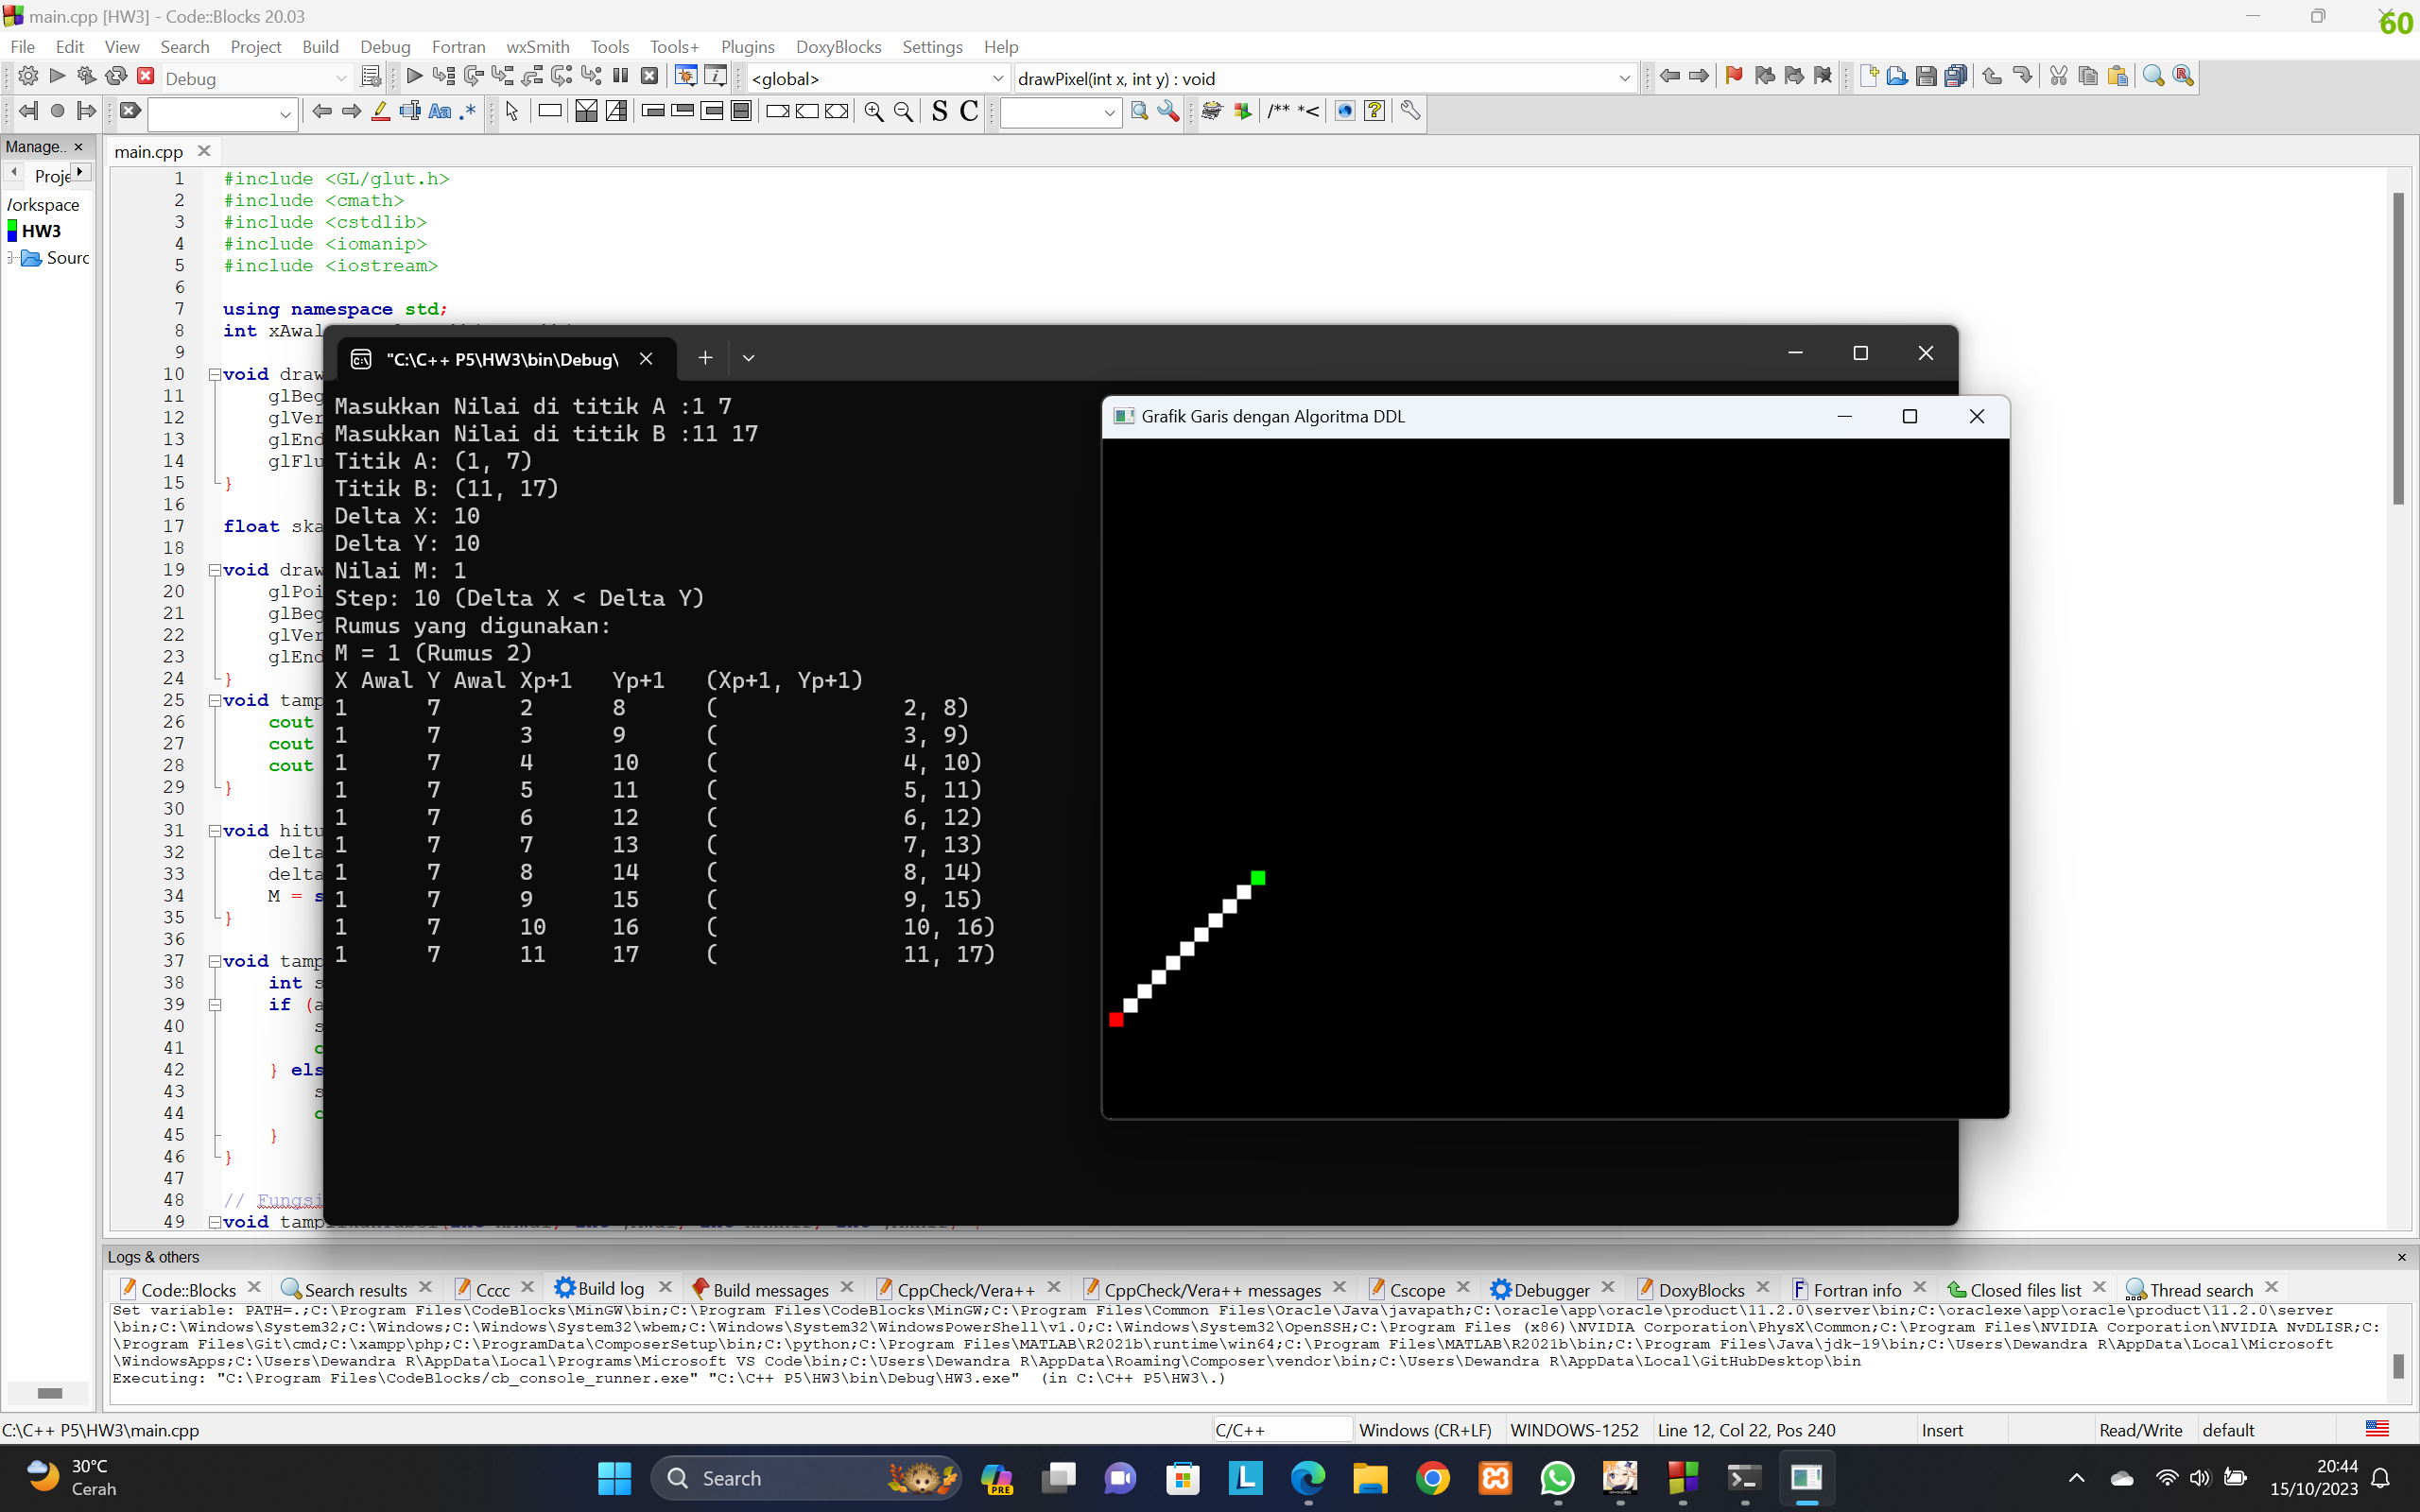 main.cpp [HW3] - Code::Blocks 20.03
60
File Edit View Search Project Build Debug Fortran wxSmith Tools Tools+ Plugins DoxyBlocks Settings Help
Debug <global> drawPixel(int x, int y) : void
S C /** *<
Manage.. main.cpp
Proje
/orkspace
HW3
Sourc
1 #include <GL/glut.h>
2 #include <cmath>
3 #include <cstdlib>
4 #include <iomanip>
5 #include <iostream>
6
7 using namespace std;
8 int xAwal
9
10 void draw
11 glBeg
12 glVer
13 glEnd
14 glFlu
15 }
16
17 float ska
18
19 void draw
20 glPoi
21 glBeg
22 glVer
23 glEnd
24 }
25 void tamp
26 cout
27 cout
28 cout
29 }
30
31 void hitu
32 delta
33 delta
34 M = s
35 }
36
37 void tamp
38 int s
39 if (a
40 s
41 c
42 } els
43 s
44 c
45 }
46 }
47
48 // Fungsi
49 void
"C:\C++ P5\HW3\bin\Debug\
Masukkan Nilai di titik A :1 7
Masukkan Nilai di titik B :11 17
Titik A: (1, 7)
Titik B: (11, 17)
Delta X: 10
Delta Y: 10
Nilai M: 1
Step: 10 (Delta X < Delta Y)
Rumus yang digunakan:
M = 1 (Rumus 2)
X Awal Y Awal Xp+1 Yp+1 (Xp+1, Yp+1)
1 7 2 8 ( 2, 8)
1 7 3 9 ( 3, 9)
1 7 4 10 ( 4, 10)
1 7 5 11 ( 5, 11)
1 7 6 12 ( 6, 12)
1 7 7 13 ( 7, 13)
1 7 8 14 ( 8, 14)
1 7 9 15 ( 9, 15)
1 7 10 16 ( 10, 16)
1 7 11 17 ( 11, 17)
Grafik Garis dengan Algoritma DDL
Logs & others
Code::Blocks Search results Cccc Build log Build messages CppCheck/Vera++ CppCheck/Vera++ messages Cscope Debugger DoxyBlocks Fortran info Closed files list Thread search
Set variable: PATH=.;C:\Program Files\CodeBlocks\MinGW\bin;C:\Program Files\CodeBlocks\MinGW;C:\Program Files\Common Files\Oracle\Java\javapath;C:\oraclexe\app\oracle\product\11.2.0\server\bin;C:\oraclexe\app\oracle\product\11.2.0\server
\bin;C:\Windows\System32;C:\Windows;C:\Windows\System32\wbem;C:\Windows\System32\WindowsPowerShell\v1.0;C:\Windows\System32\OpenSSH;C:\Program Files (x86)\NVIDIA Corporation\PhysX\Common;C:\Program Files\NVIDIA Corporation\NVIDIA NvDLISR;C:
\Program Files\Git\cmd;C:\xampp\php;C:\ProgramData\ComposerSetup\bin;C:\python;C:\Program Files\MATLAB\R2021b\runtime\win64;C:\Program Files\MATLAB\R2021b\bin;C:\Program Files\Java\jdk-19\bin;C:\Users\Dewandra R\AppData\Local\Microsoft
\WindowsApps;C:\Users\Dewandra R\AppData\Local\Programs\Microsoft VS Code\bin;C:\Users\Dewandra R\AppData\Roaming\Composer\vendor\bin;C:\Users\Dewandra R\AppData\Local\GitHubDesktop\bin
Executing: "C:\Program Files\CodeBlocks/cb_console_runner.exe" "C:\C++ P5\HW3\bin\Debug\HW3.exe" (in C:\C++ P5\HW3\.)
C:\C++ P5\HW3\main.cpp C/C++ Windows (CR+LF) WINDOWS-1252 Line 12, Col 22, Pos 240 Insert Read/Write default
30°C
Cerah
Search
PRE
20:44
15/10/2023